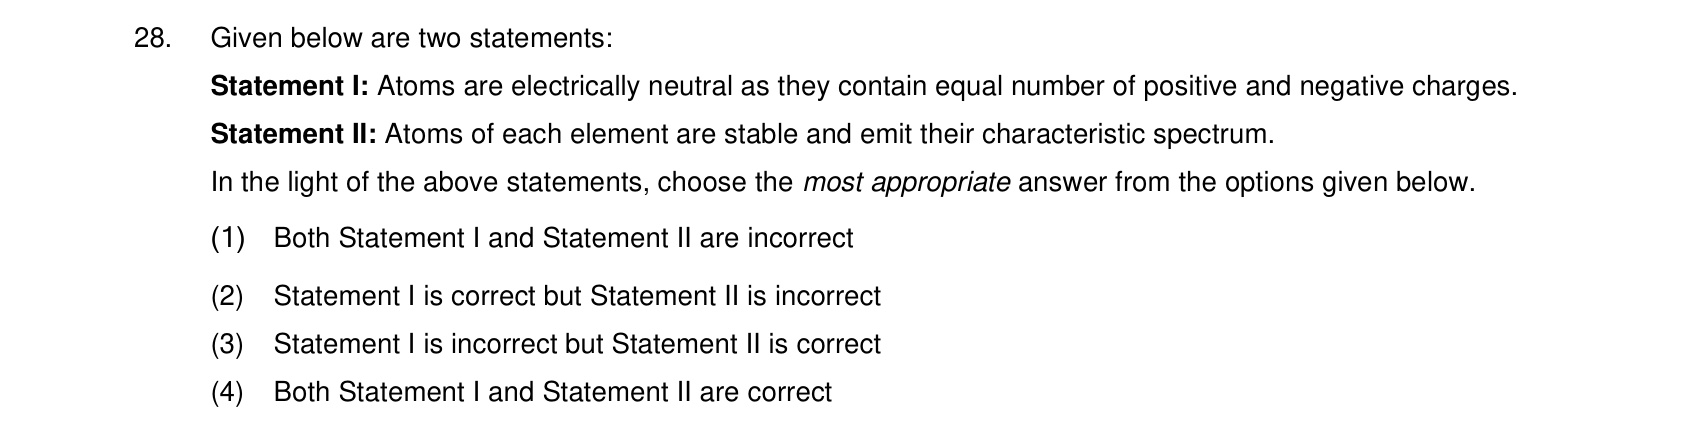 28. Given below are two statements:
Statement I: Atoms are electrically neutral as they contain equal number of positive and negative charges.
Statement II: Atoms of each element are stable and emit their characteristic spectrum.
In the light of the above statements, choose the most appropriate answer from the options given below.
(1) Both Statement I and Statement II are incorrect
(2) Statement I is correct but Statement II is incorrect
(3) Statement I is incorrect but Statement II is correct
(4) Both Statement I and Statement II are correct